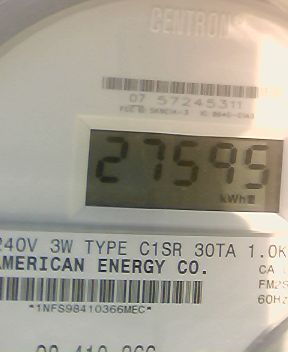 CENTRON
07 57245311
27595
kWh
240V 3W TYPE C1SR 30TA 1.0K
AMERICAN ENERGY CO.
CA
FM2S
60Hz
*1NFS98410366MEC*